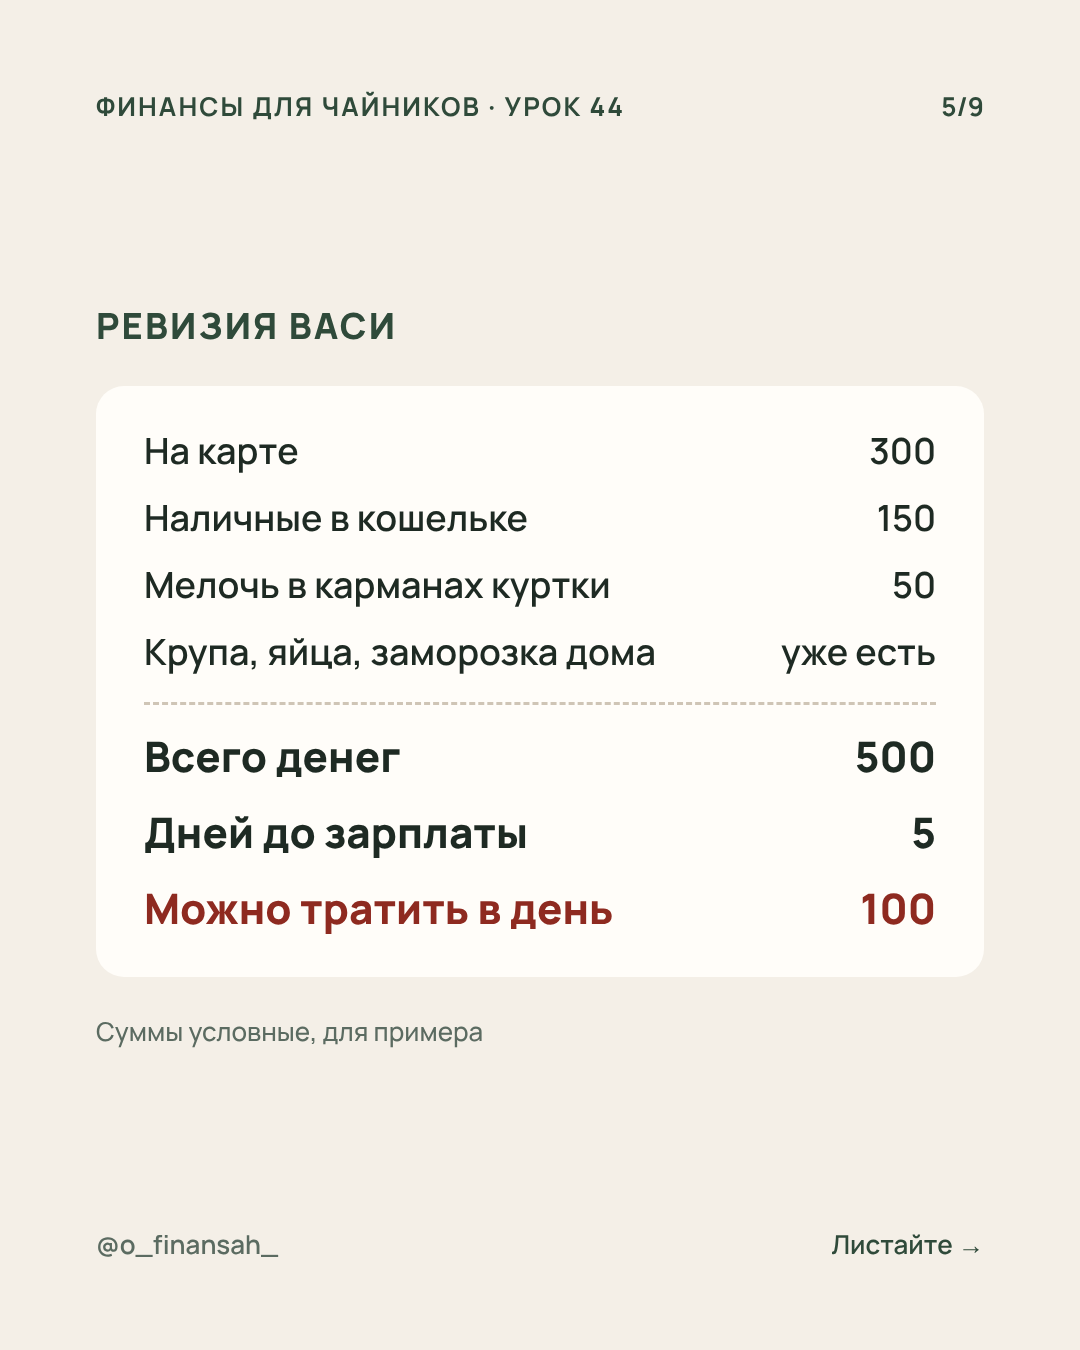 ФИНАНСЫ ДЛЯ ЧАЙНИКОВ · УРОК 44 5/9
РЕВИЗИЯ ВАСИ
На карте 300
Наличные в кошельке 150
Мелочь в карманах куртки 50
Крупа, яйца, заморозка дома уже есть
Всего денег 500
Дней до зарплаты 5
Можно тратить в день 100
Суммы условные, для примера
@o_finansah_ Листайте →